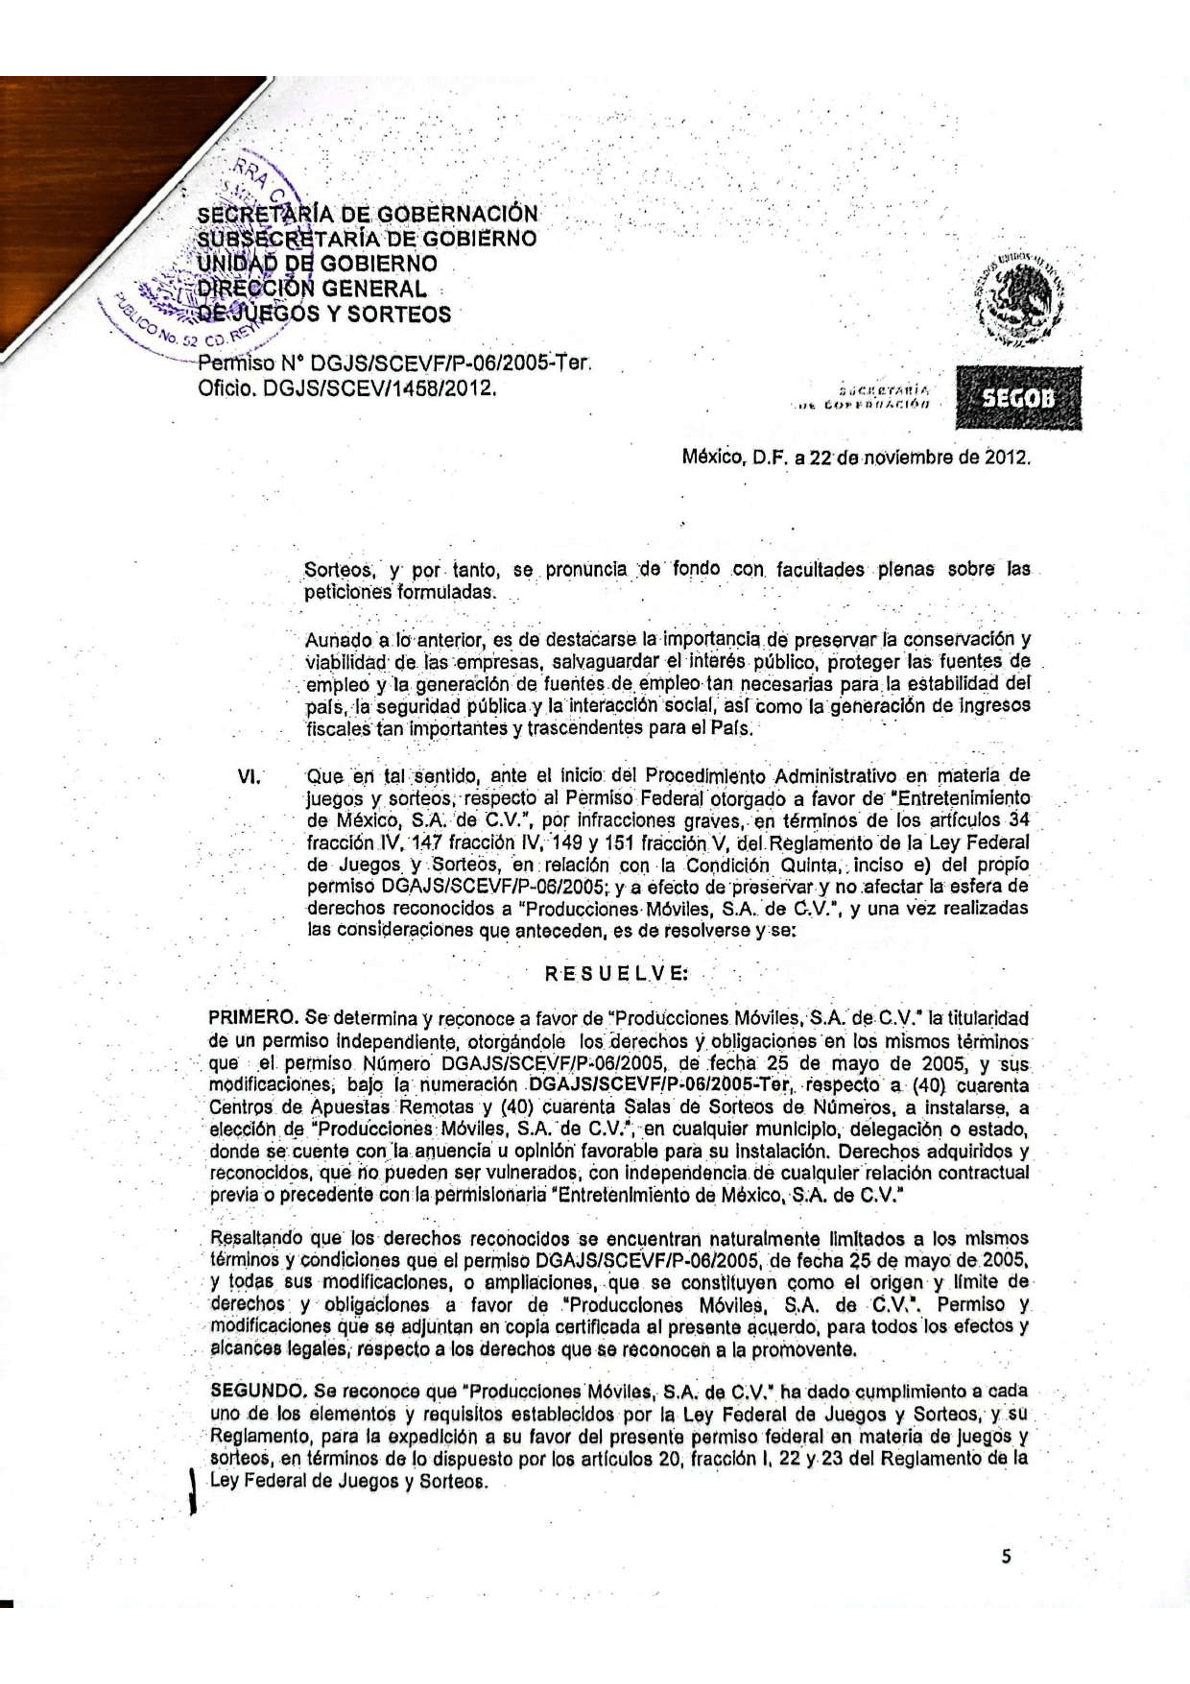 RRA C
S.M
SECRETARÍA DE GOBERNACIÓN
SUBSECRETARÍA DE GOBIERNO
UNIDAD DE GOBIERNO
DIRECCIÓN GENERAL
DE JUEGOS Y SORTEOS
PUBLICO No. 52 CD. REYN
Permiso N° DGJS/SCEVF/P-06/2005-Ter.
Oficio. DGJS/SCEV/1458/2012.
ESTADOS UNIDOS MEXICANOS
SECRETARÍA
DE GOBERNACIÓN
SEGOB
México, D.F. a 22 de noviembre de 2012.
Sorteos, y por tanto, se pronuncia de fondo con facultades plenas sobre las
peticiones formuladas.
Aunado a lo anterior, es de destacarse la importancia de preservar la conservación y
viabilidad de las empresas, salvaguardar el interés público, proteger las fuentes de
empleo y la generación de fuentes de empleo tan necesarias para la estabilidad del
país, la seguridad pública y la interacción social, así como la generación de ingresos
fiscales tan importantes y trascendentes para el País.
VI. Que en tal sentido, ante el inicio del Procedimiento Administrativo en materia de
juegos y sorteos, respecto al Permiso Federal otorgado a favor de "Entretenimiento
de México, S.A. de C.V.", por infracciones graves, en términos de los artículos 34
fracción IV, 147 fracción IV, 149 y 151 fracción V, del Reglamento de la Ley Federal
de Juegos y Sorteos, en relación con la Condición Quinta, inciso e) del propio
permiso DGAJS/SCEVF/P-06/2005; y a efecto de preservar y no afectar la esfera de
derechos reconocidos a "Producciones Móviles, S.A. de C.V.", y una vez realizadas
las consideraciones que anteceden, es de resolverse y se:
R E S U E L V E:
PRIMERO. Se determina y reconoce a favor de "Producciones Móviles, S.A. de C.V." la titularidad
de un permiso independiente, otorgándole los derechos y obligaciones en los mismos términos
que el permiso Número DGAJS/SCEVF/P-06/2005, de fecha 25 de mayo de 2005, y sus
modificaciones, bajo la numeración DGAJS/SCEVF/P-06/2005-Ter, respecto a (40) cuarenta
Centros de Apuestas Remotas y (40) cuarenta Salas de Sorteos de Números, a instalarse, a
elección de "Producciones Móviles, S.A. de C.V.", en cualquier municipio, delegación o estado,
donde se cuente con la anuencia u opinión favorable para su instalación. Derechos adquiridos y
reconocidos, que no pueden ser vulnerados, con independencia de cualquier relación contractual
previa o precedente con la permisionaria "Entretenimiento de México, S.A. de C.V."
Resaltando que los derechos reconocidos se encuentran naturalmente limitados a los mismos
términos y condiciones que el permiso DGAJS/SCEVF/P-06/2005, de fecha 25 de mayo de 2005,
y todas sus modificaciones, o ampliaciones, que se constituyen como el origen y límite de
derechos y obligaciones a favor de "Producciones Móviles, S.A. de C.V.". Permiso y
modificaciones que se adjuntan en copia certificada al presente acuerdo, para todos los efectos y
alcances legales, respecto a los derechos que se reconocen a la promovente.
SEGUNDO. Se reconoce que "Producciones Móviles, S.A. de C.V." ha dado cumplimiento a cada
uno de los elementos y requisitos establecidos por la Ley Federal de Juegos y Sorteos, y su
Reglamento, para la expedición a su favor del presente permiso federal en materia de juegos y
sorteos, en términos de lo dispuesto por los artículos 20, fracción I, 22 y 23 del Reglamento de la
Ley Federal de Juegos y Sorteos.
5